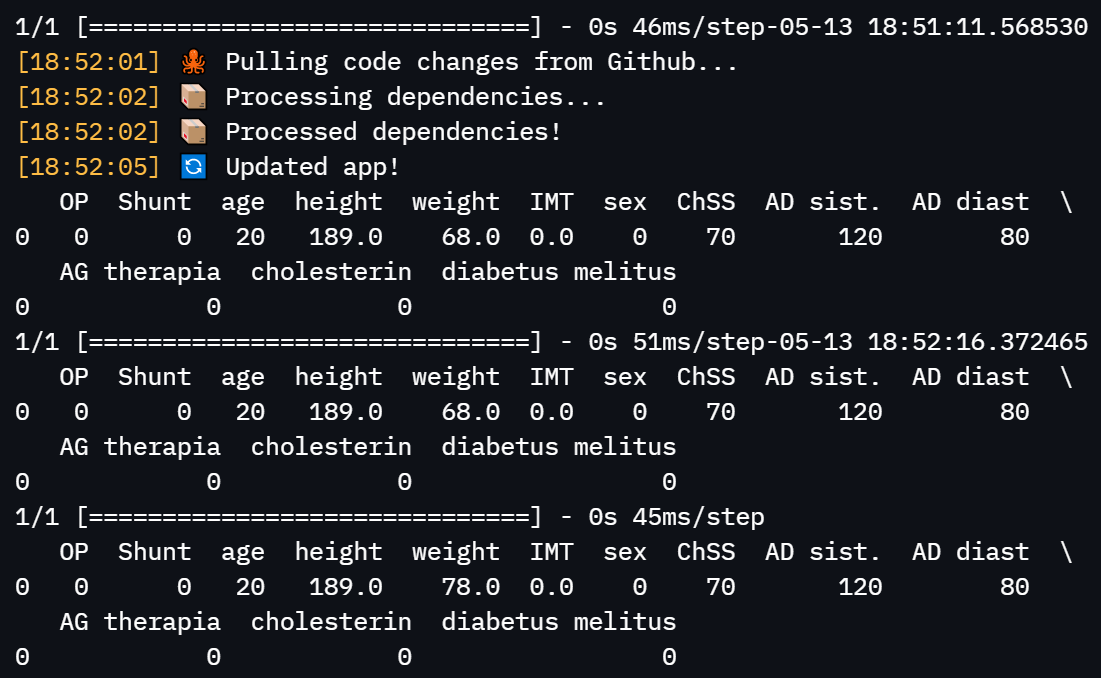 1/1 [==============================] - 0s 46ms/step-05-13 18:51:11.568530
[18:52:01] 🐙 Pulling code changes from Github...
[18:52:02] 📦 Processing dependencies...
[18:52:02] 📦 Processed dependencies!
[18:52:05] 🔄 Updated app!
   OP  Shunt  age  height  weight  IMT  sex  ChSS  AD sist.  AD diast  \
0   0      0   20   189.0    68.0  0.0    0    70       120        80
   AG therapia  cholesterin  diabetus melitus
0            0            0                 0
1/1 [==============================] - 0s 51ms/step-05-13 18:52:16.372465
   OP  Shunt  age  height  weight  IMT  sex  ChSS  AD sist.  AD diast  \
0   0      0   20   189.0    68.0  0.0    0    70       120        80
   AG therapia  cholesterin  diabetus melitus
0            0            0                 0
1/1 [==============================] - 0s 45ms/step
   OP  Shunt  age  height  weight  IMT  sex  ChSS  AD sist.  AD diast  \
0   0      0   20   189.0    78.0  0.0    0    70       120        80
   AG therapia  cholesterin  diabetus melitus
0            0            0                 0